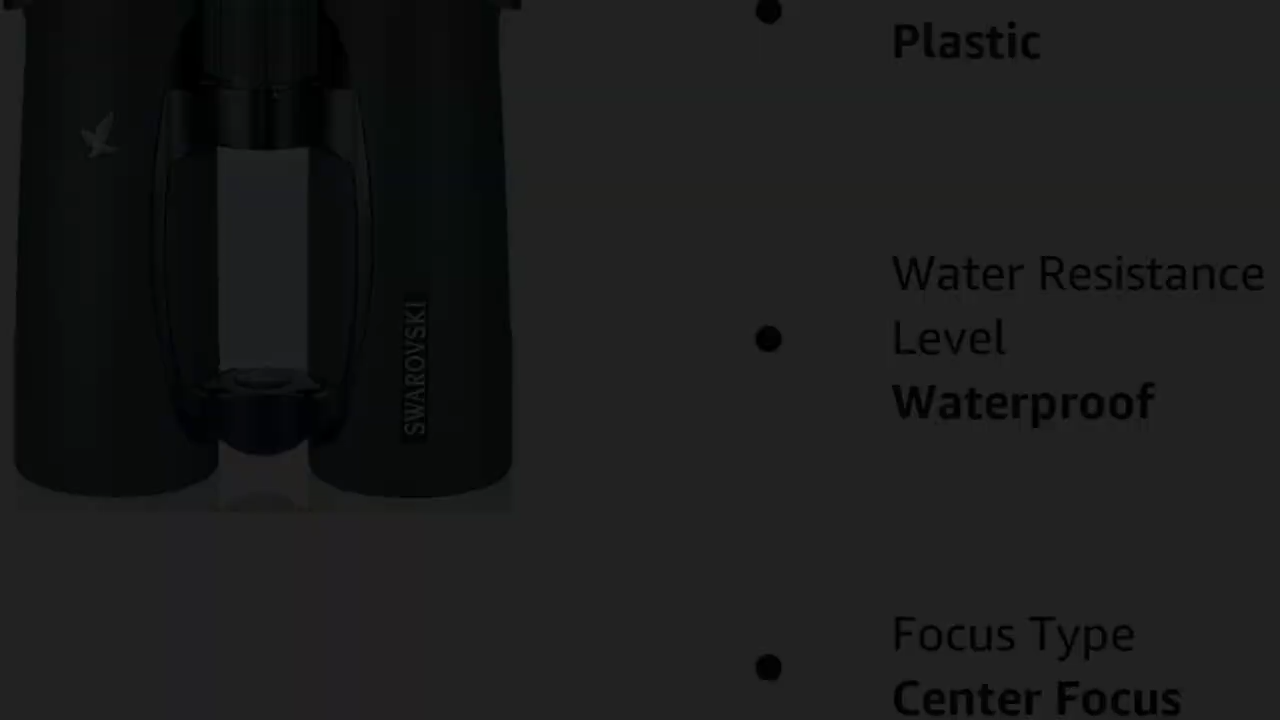 Plastic
Water Resistance
Level
Waterproof
SWAROVSKI
Focus Type
Center Focus